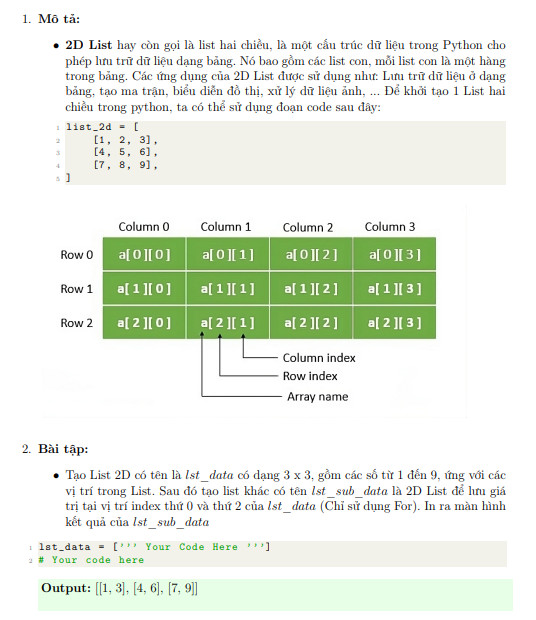 1. Mô tả:
• 2D List hay còn gọi là list hai chiều, là một cấu trúc dữ liệu trong Python cho
phép lưu trữ dữ liệu dạng bảng. Nó bao gồm các list con, mỗi list con là một hàng
trong bảng. Các ứng dụng của 2D List được sử dụng như: Lưu trữ dữ liệu ở dạng
bảng, tạo ma trận, biểu diễn đồ thị, xử lý dữ liệu ảnh, ... Để khởi tạo 1 List hai
chiều trong python, ta có thể sử dụng đoạn code sau đây:
1 list_2d = [
2 [1, 2, 3],
3 [4, 5, 6],
4 [7, 8, 9],
5 ]
Column 0 Column 1 Column 2 Column 3
Row 0 a[ 0 ][ 0 ] a[ 0 ][ 1 ] a[ 0 ][ 2 ] a[ 0 ][ 3 ]
Row 1 a[ 1 ][ 0 ] a[ 1 ][ 1 ] a[ 1 ][ 2 ] a[ 1 ][ 3 ]
Row 2 a[ 2 ][ 0 ] a[ 2 ][ 1 ] a[ 2 ][ 2 ] a[ 2 ][ 3 ]
Column index
Row index
Array name
2. Bài tập:
• Tạo List 2D có tên là lst_data có dạng 3 x 3, gồm các số từ 1 đến 9, ứng với các
vị trí trong List. Sau đó tạo list khác có tên lst_sub_data là 2D List để lưu giá
trị tại vị trí index thứ 0 và thứ 2 của lst_data (Chỉ sử dụng For). In ra màn hình
kết quả của lst_sub_data
1 lst_data = [''' Your Code Here ''']
2 # Your code here
Output: [[1, 3], [4, 6], [7, 9]]